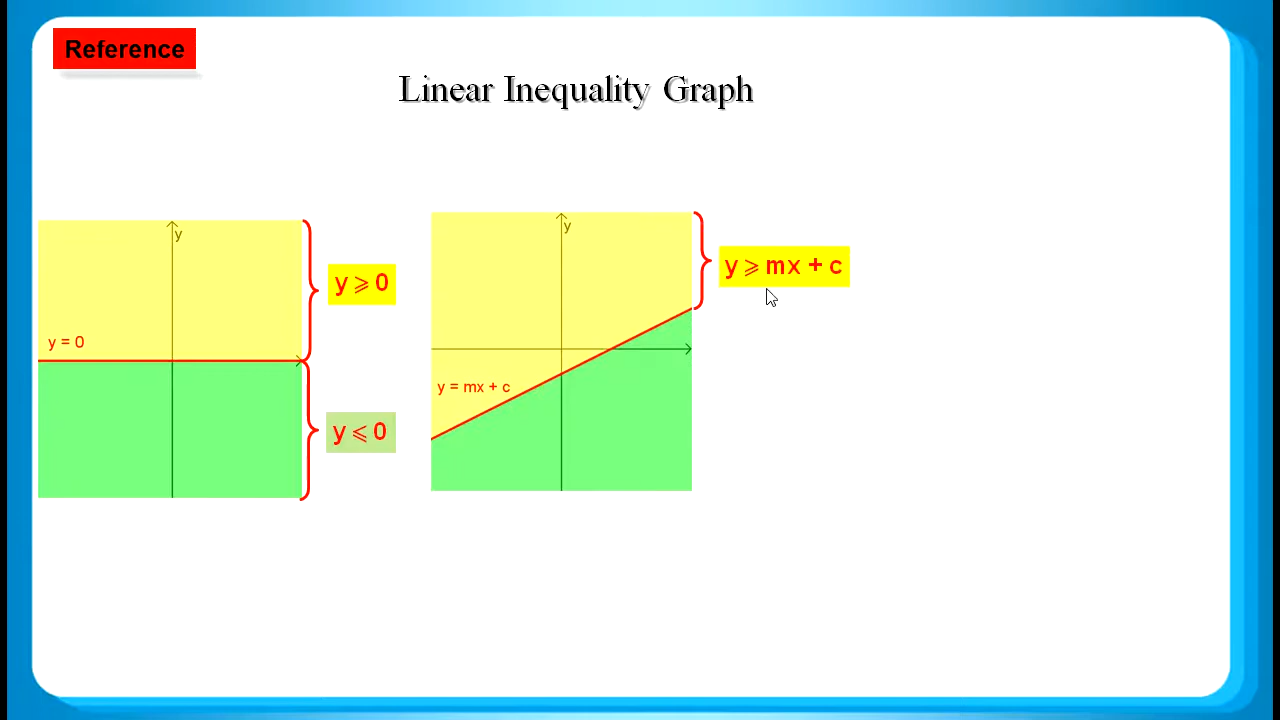 Reference
Linear Inequality Graph
y
y ⩾ 0
y = 0
y ⩽ 0
y
y ⩾ mx + c
y = mx + c